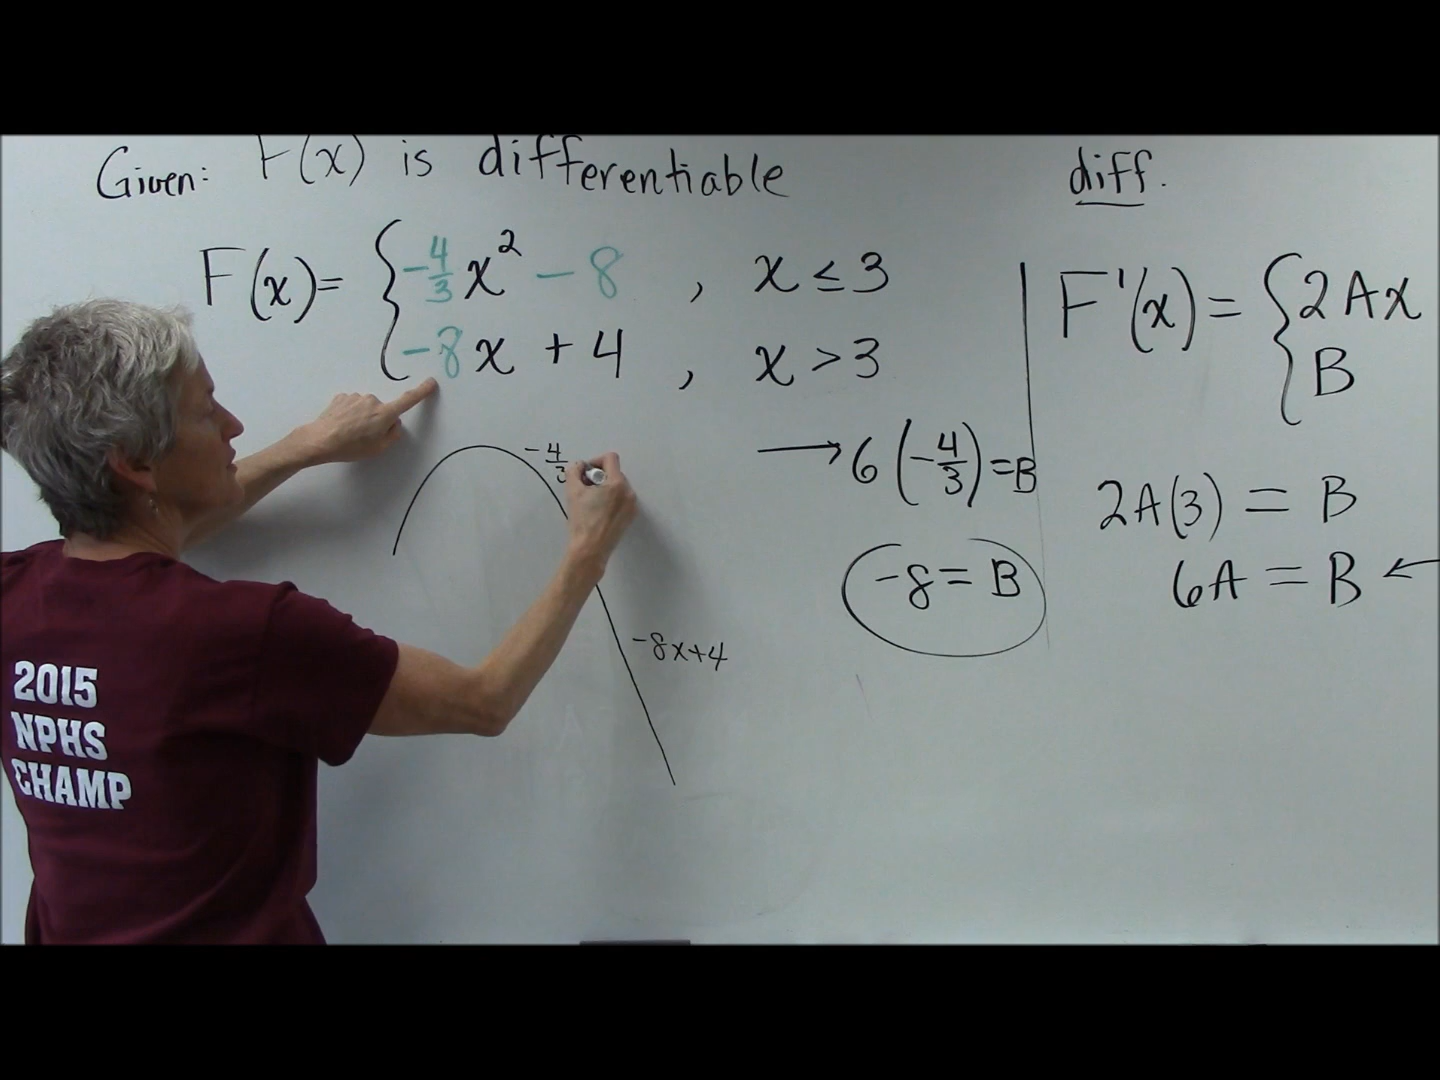 Given: F(x) is differentiable
F(x) = { -4/3 x² - 8 , x ≤ 3
-8x + 4 , x > 3
-4/3
-8x+4
→ 6(-4/3) = B
-8 = B
diff.
F'(x) = { 2Ax
B
2A(3) = B
6A = B ←
2015
NPHS
CHAMP